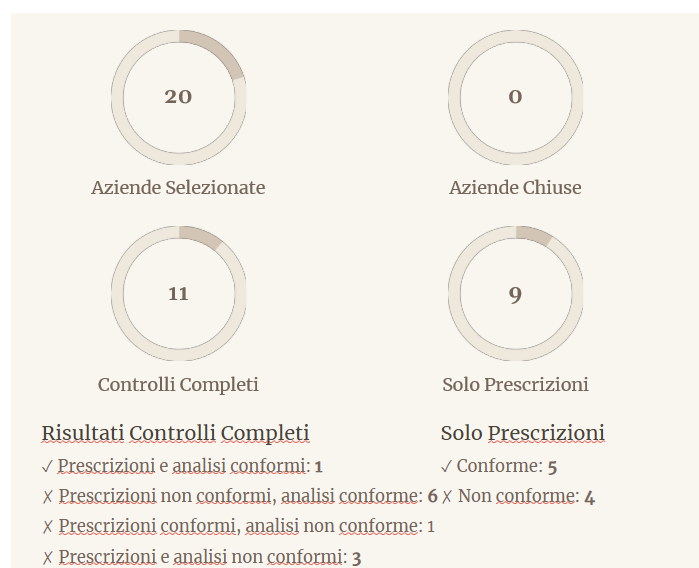 20
0
Aziende Selezionate
Aziende Chiuse
11
9
Controlli Completi
Solo Prescrizioni
Risultati Controlli Completi
✓ Prescrizioni e analisi conformi: 1
✗ Prescrizioni non conformi, analisi conforme: 6
✗ Prescrizioni conformi, analisi non conforme: 1
✗ Prescrizioni e analisi non conformi: 3
Solo Prescrizioni
✓ Conforme: 5
✗ Non conforme: 4